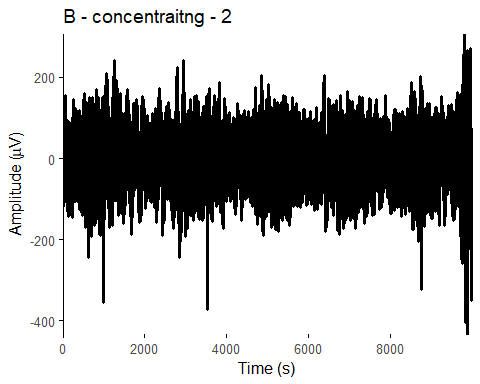 B - concentraitng - 2
Amplitude (μV)
200
0
-200
-400
0 2000 4000 6000 8000
Time (s)